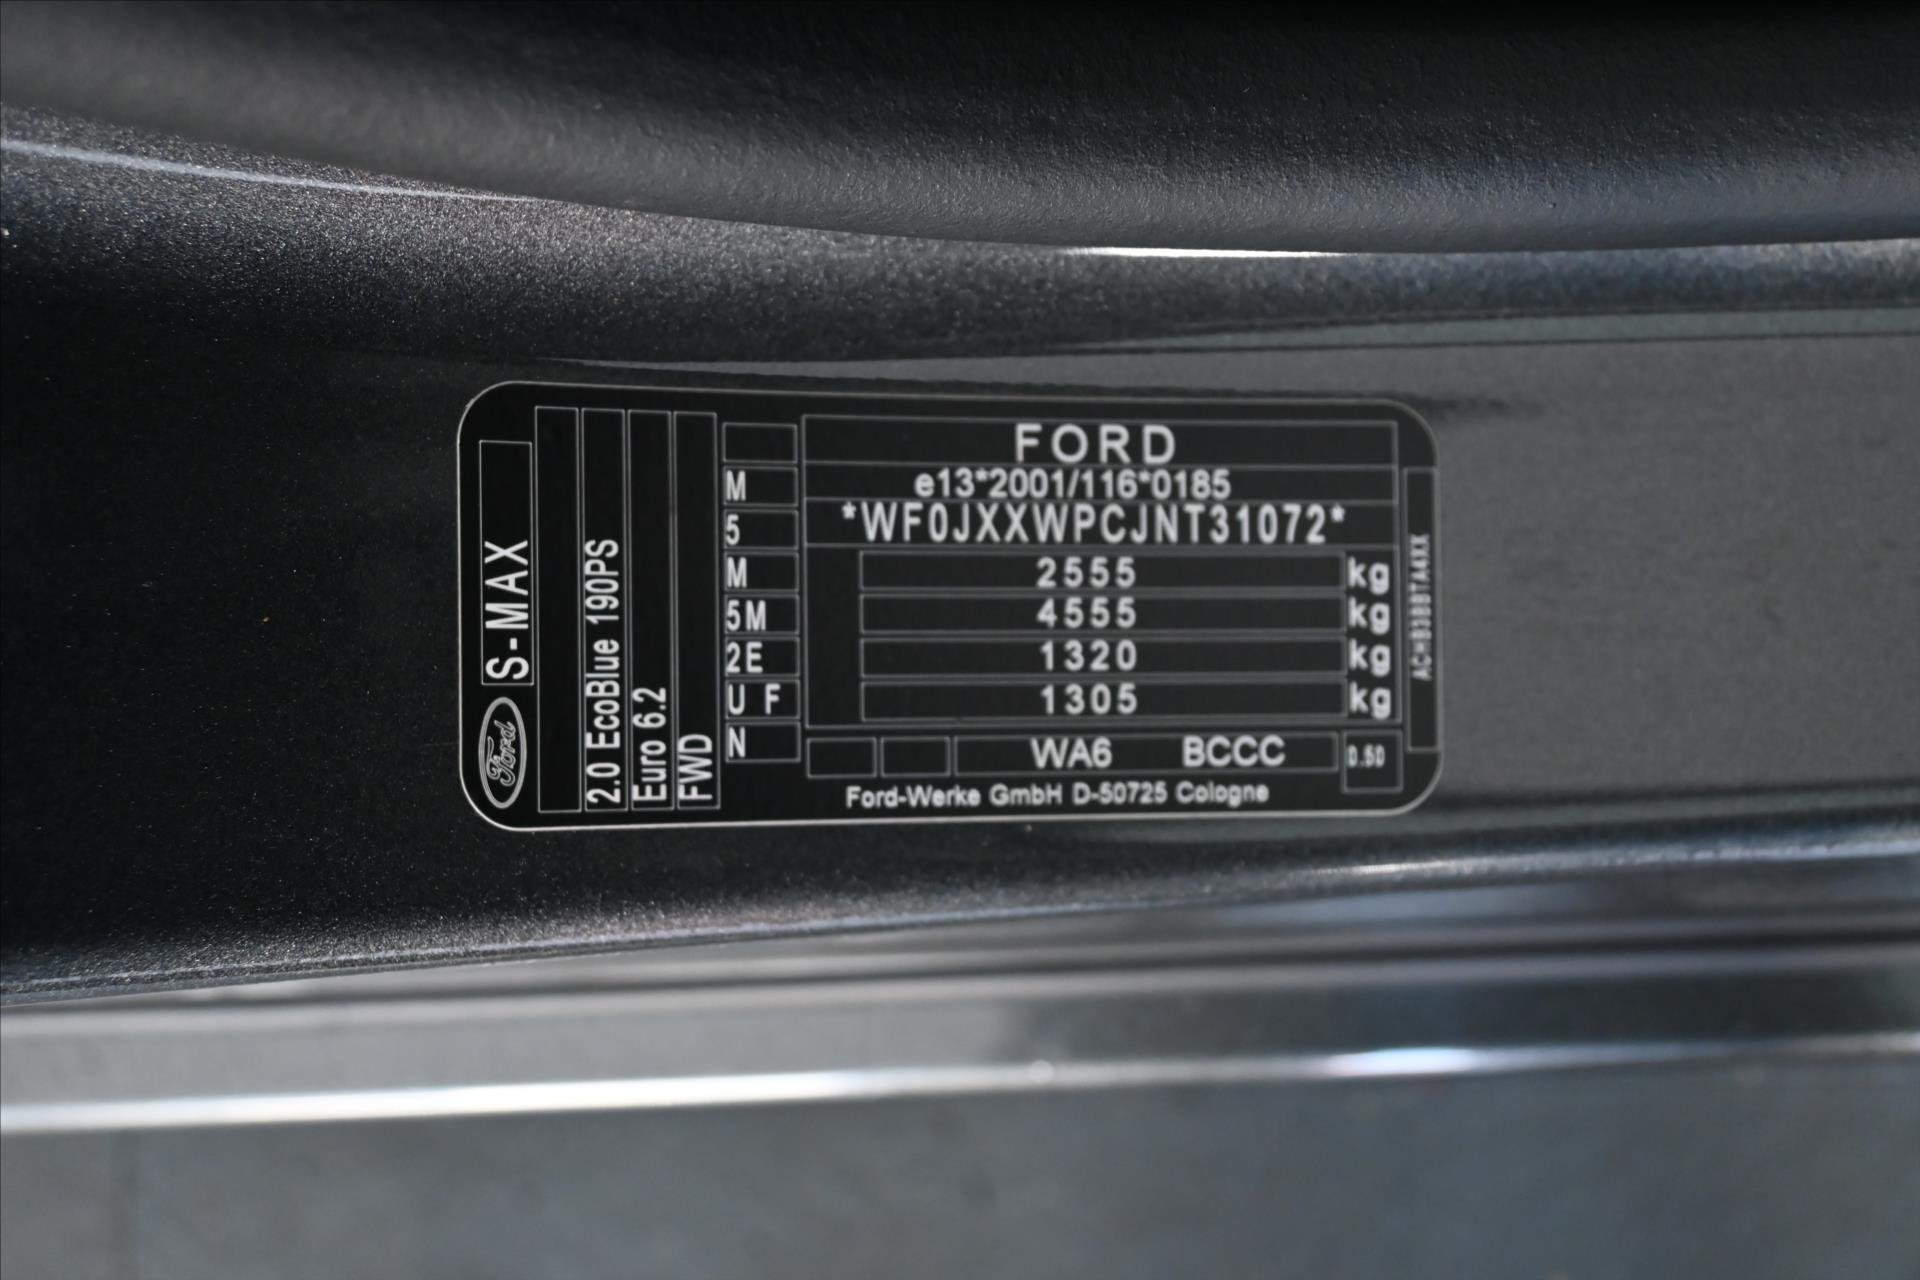 Ford
S-MAX
2.0 EcoBlue 190PS
Euro 6.2
FWD
M
5
M
5M
2E
U F
N
FORD
e13*2001/116*0185
*WF0JXXWPCJNT31072*
2555 kg
4555 kg
1320 kg
1305 kg
WA6 BCCC 0.50
Ford-Werke GmbH D-50725 Cologne